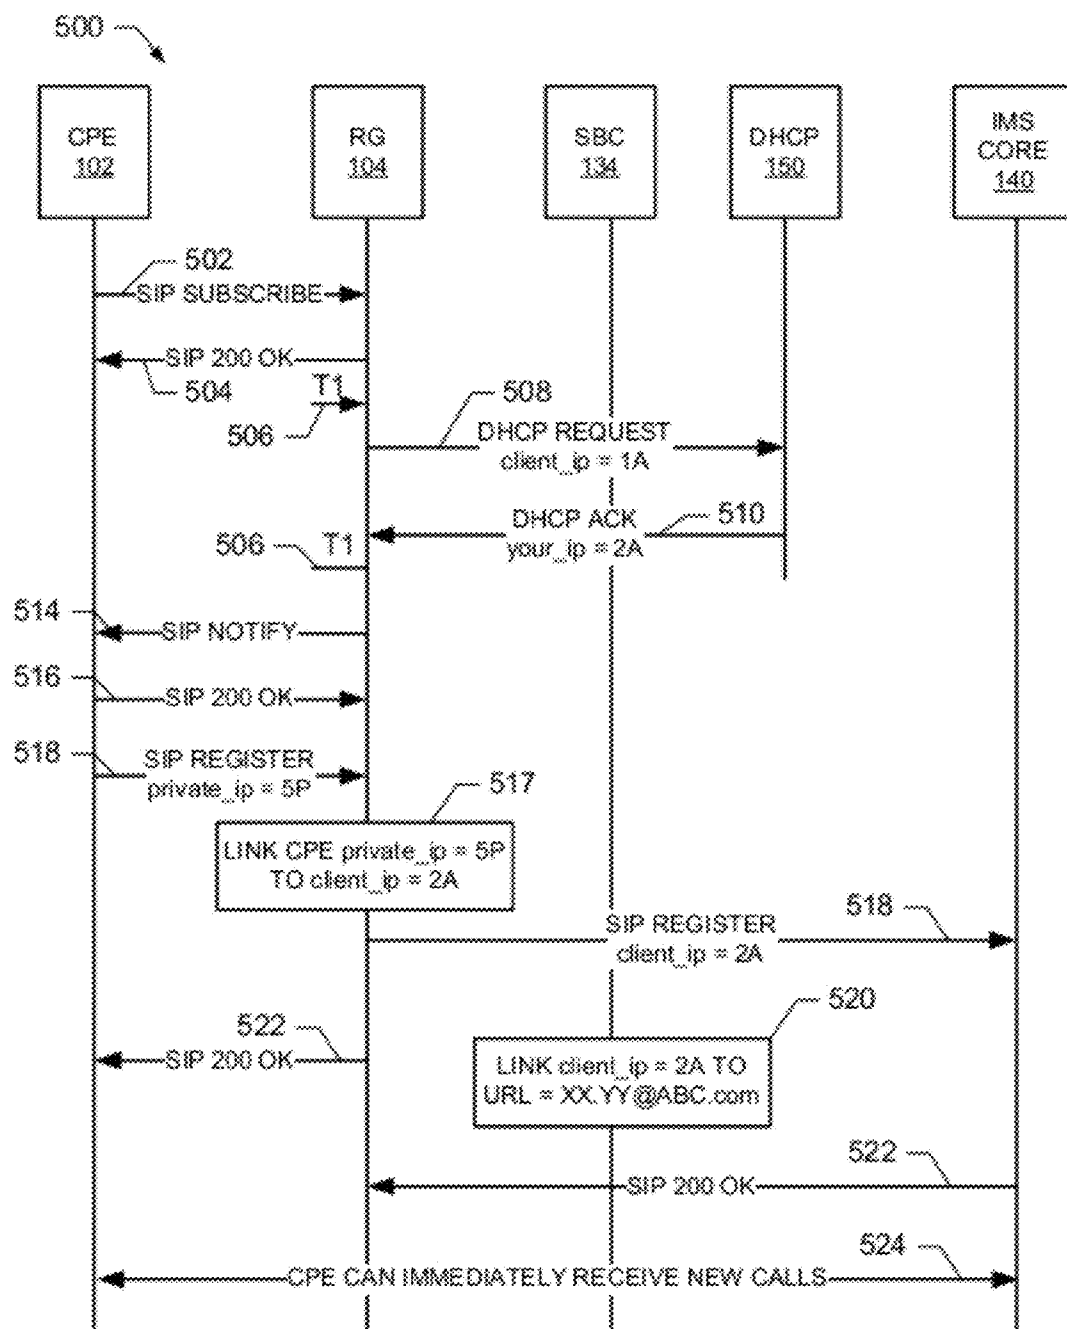 500
CPE
102
RG
104
SBC
134
DHCP
150
IMS
CORE
140
502
SIP SUBSCRIBE
SIP 200 OK
504
T1
506
508
DHCP REQUEST
client_ip = 1A
510
DHCP ACK
your_ip = 2A
506
T1
514
SIP NOTIFY
516
SIP 200 OK
518
SIP REGISTER
private_ip = 5P
517
LINK CPE private_ip = 5P
TO client_ip = 2A
518
SIP REGISTER
client_ip = 2A
520
522
SIP 200 OK
LINK client_ip = 2A TO
URL = XX.YY@ABC.com
522
SIP 200 OK
524
CPE CAN IMMEDIATELY RECEIVE NEW CALLS